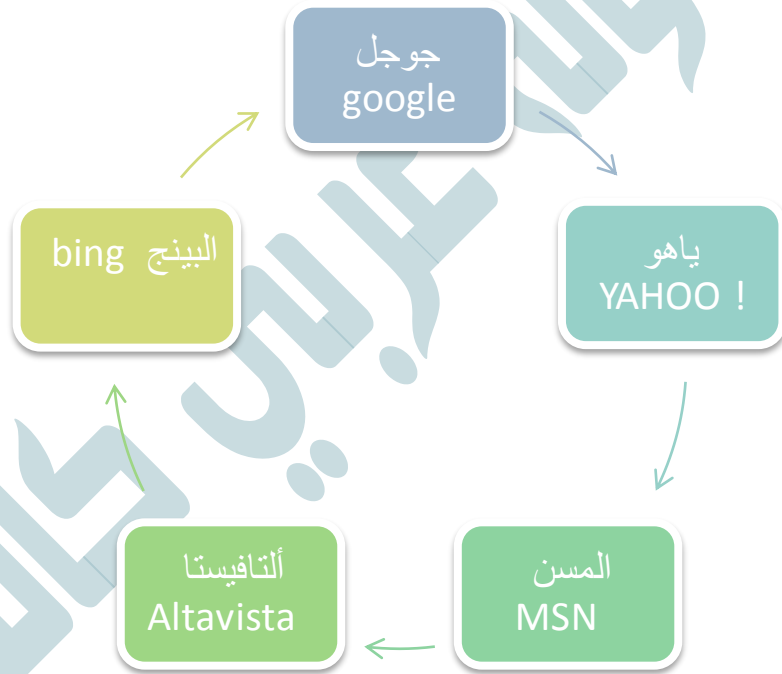 جوجل
google
ياهو
YAHOO !
المسن
MSN
ألتافيستا
Altavista
البينج bing